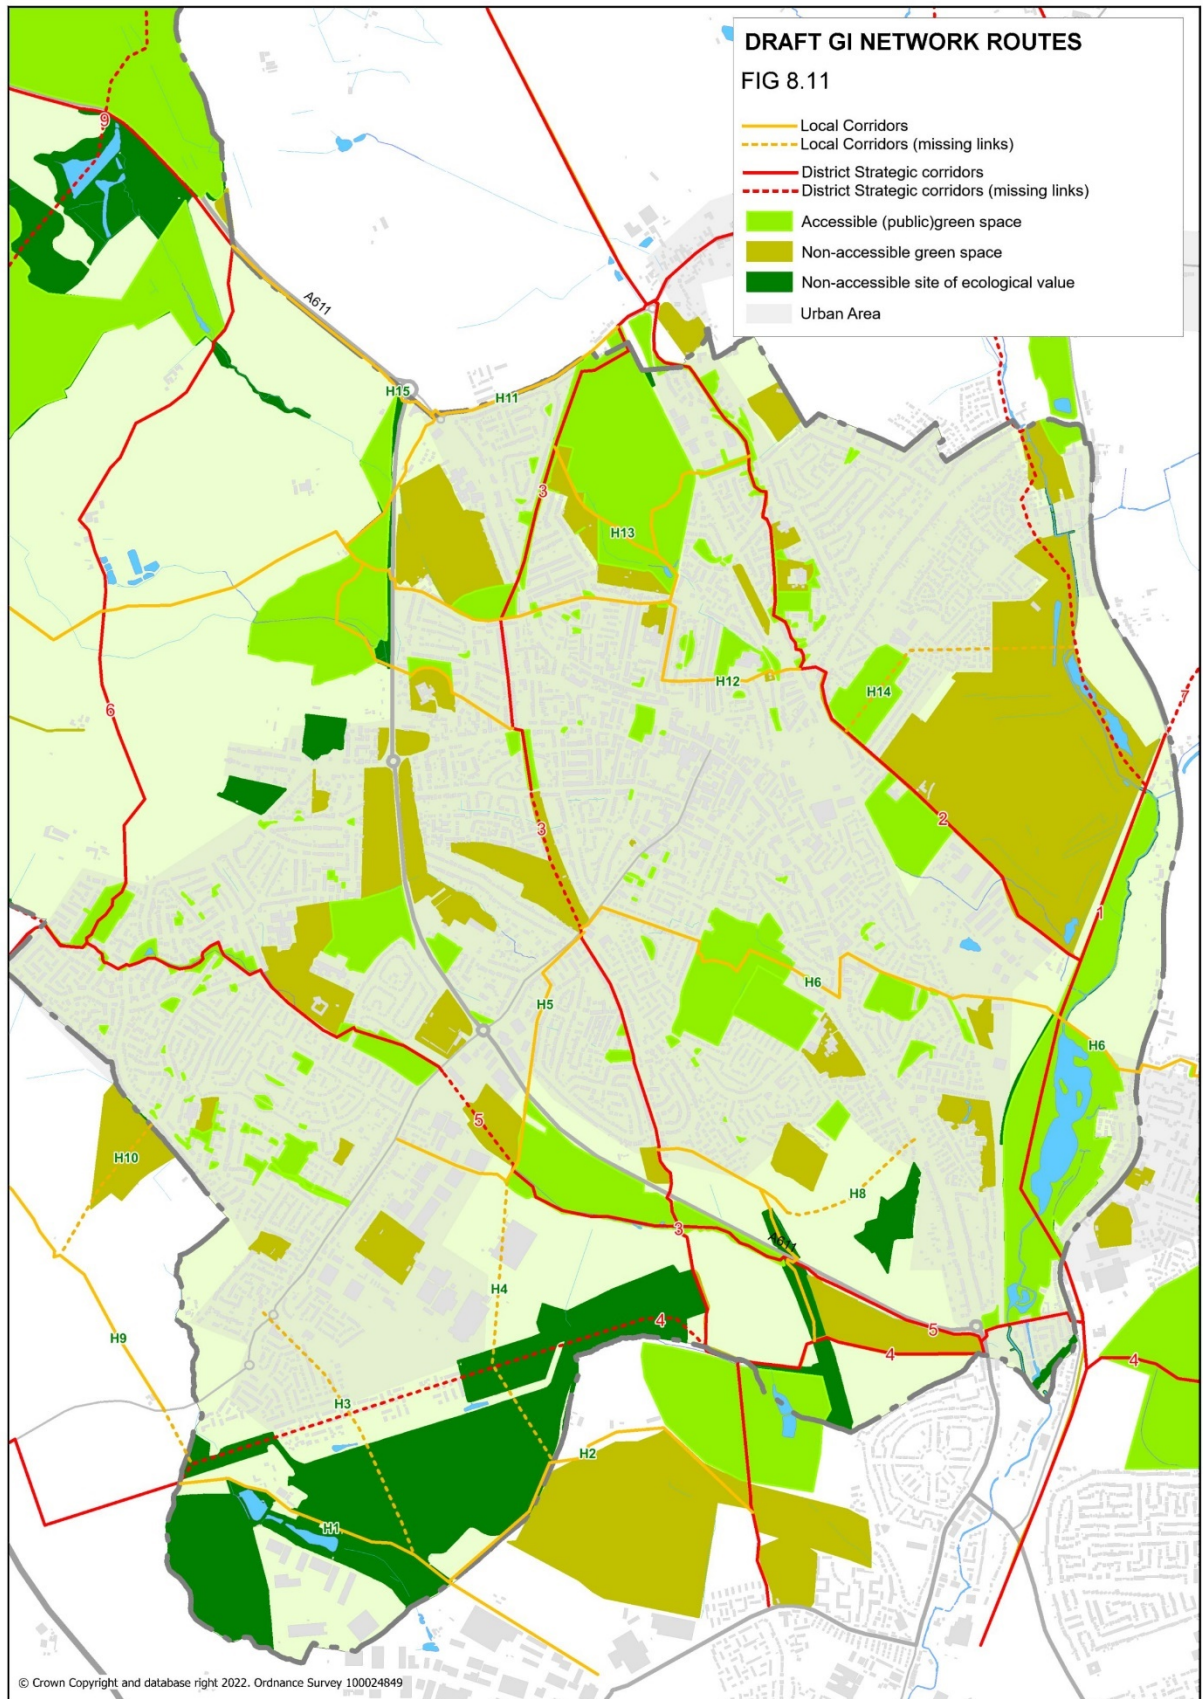 DRAFT GI NETWORK ROUTES
FIG 8.11
Local Corridors
Local Corridors (missing links)
District Strategic corridors
District Strategic corridors (missing links)
Accessible (public)green space
Non-accessible green space
Non-accessible site of ecological value
Urban Area
9
A611
H15
H11
3
H13
H12
H14
7
6
3
2
1
H6
H5
H6
5
H10
H8
3
A611
H4
4
5
4
4
H9
H3
H2
H1
© Crown Copyright and database right 2022. Ordnance Survey 100024849